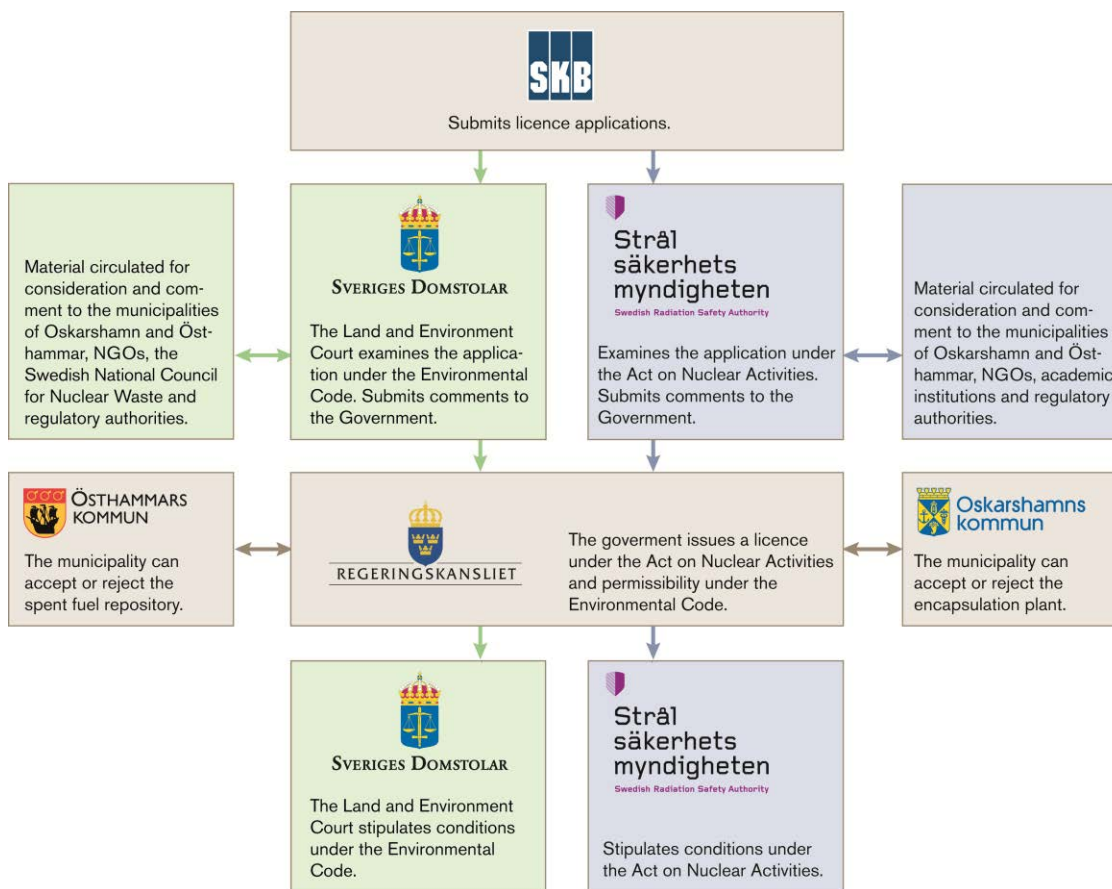 SKB
Submits licence applications.
Material circulated for
consideration and com-
ment to the municipalities
of Oskarshamn and Öst-
hammar, NGOs, the
Swedish National Council
for Nuclear Waste and
regulatory authorities.
SVERIGES DOMSTOLAR
The Land and Environment
Court examines the applica-
tion under the Environmental
Code. Submits comments to
the Government.
Strål
säkerhets
myndigheten
Swedish Radiation Safety Authority
Examines the application under
the Act on Nuclear Activities.
Submits comments to the
Government.
Material circulated for
consideration and com-
ment to the municipalities
of Oskarshamn and Öst-
hammar, NGOs, academic
institutions and regulatory
authorities.
ÖSTHAMMARS
KOMMUN
The municipality can
accept or reject the
spent fuel repository.
REGERINGSKANSLIET
The goverment issues a licence
under the Act on Nuclear Activities
and permissibility under the
Environmental Code.
Oskarshamns
kommun
The municipality can
accept or reject the
encapsulation plant.
SVERIGES DOMSTOLAR
The Land and Environment
Court stipulates conditions
under the Environmental
Code.
Strål
säkerhets
myndigheten
Swedish Radiation Safety Authority
Stipulates conditions under
the Act on Nuclear Activities.